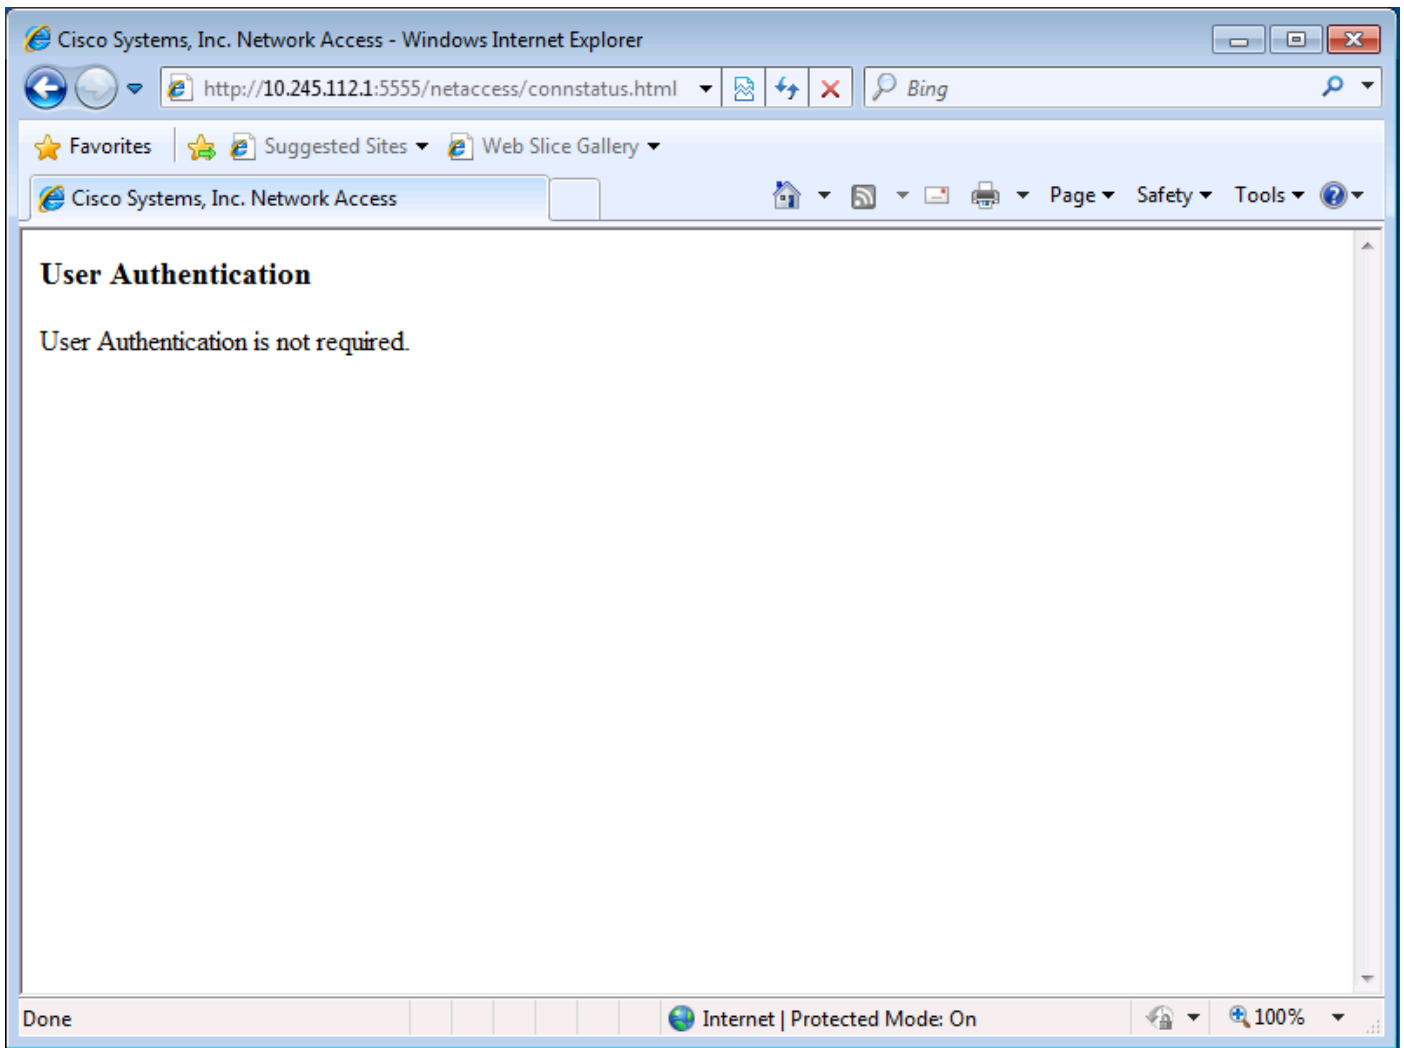 Cisco Systems, Inc. Network Access - Windows Internet Explorer
http://10.245.112.1:5555/netaccess/connstatus.html
Bing
Favorites Suggested Sites Web Slice Gallery
Cisco Systems, Inc. Network Access Page Safety Tools
User Authentication
User Authentication is not required.
Done Internet | Protected Mode: On 100%